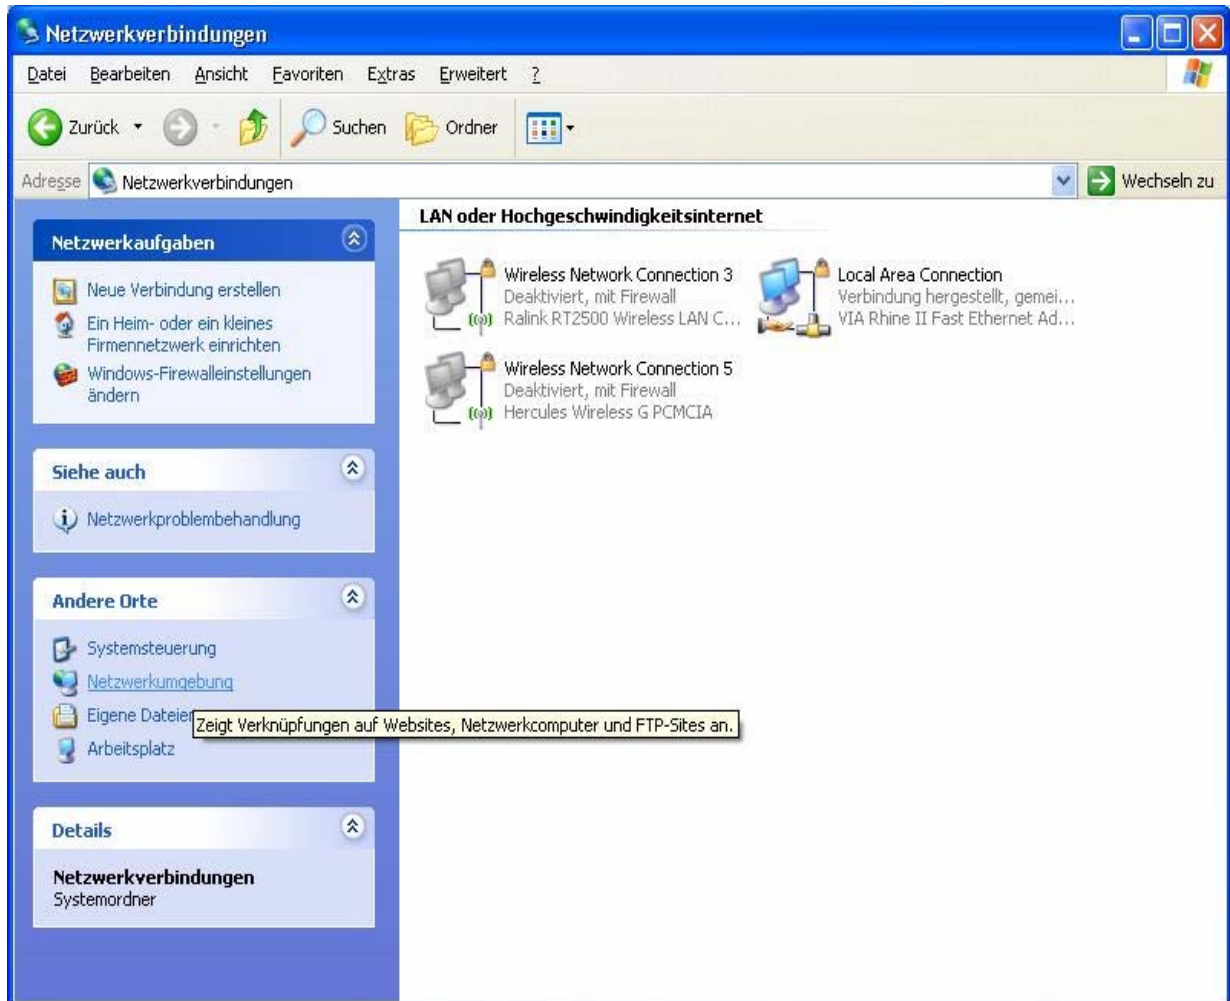 Netzwerkverbindungen
Datei Bearbeiten Ansicht Favoriten Extras Erweitert ?
Zurück Suchen Ordner
Adresse Netzwerkverbindungen Wechseln zu
Netzwerkaufgaben
Neue Verbindung erstellen
Ein Heim- oder ein kleines
Firmennetzwerk einrichten
Windows-Firewalleinstellungen
ändern
Siehe auch
Netzwerkproblembehandlung
Andere Orte
Systemsteuerung
Netzwerkumgebung
Eigene Dateien
Zeigt Verknüpfungen auf Websites, Netzwerkcomputer und FTP-Sites an.
Arbeitsplatz
Details
Netzwerkverbindungen
Systemordner
LAN oder Hochgeschwindigkeitsinternet
Wireless Network Connection 3
Deaktiviert, mit Firewall
Ralink RT2500 Wireless LAN C...
Local Area Connection
Verbindung hergestellt, gemei...
VIA Rhine II Fast Ethernet Ad...
Wireless Network Connection 5
Deaktiviert, mit Firewall
Hercules Wireless G PCMCIA